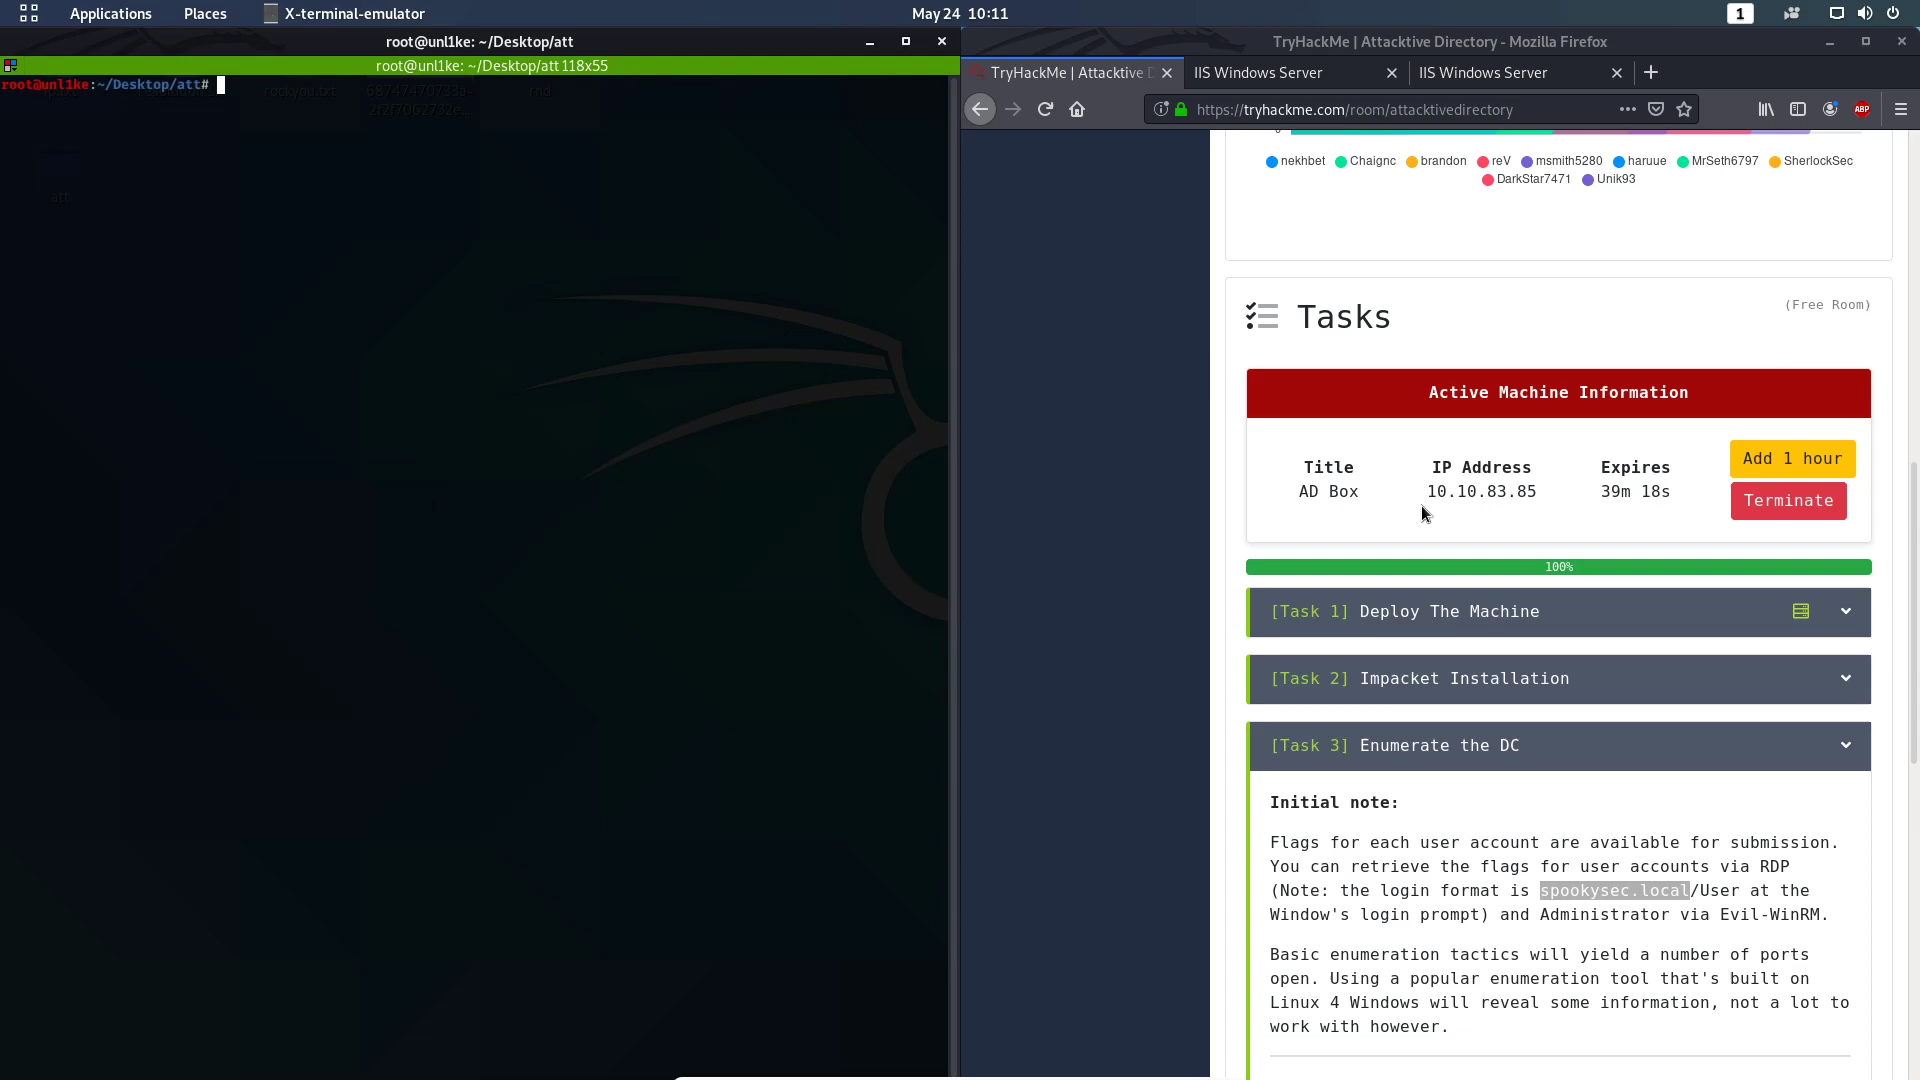 Applications Places X-terminal-emulator May 24 10:11 1
root@unl1ke: ~/Desktop/att
root@unl1ke: ~/Desktop/att 118x55
root@unl1ke:~/Desktop/att#
rockyou.txt
68747470733a-
2f2f7062732e...
rnd
att
TryHackMe | Attacktive Directory - Mozilla Firefox
TryHackMe | Attacktive D
IIS Windows Server
IIS Windows Server
https://tryhackme.com/room/attacktivedirectory
ABP
nekhbet Chaignc brandon reV msmith5280 haruue MrSeth6797 SherlockSec
DarkStar7471 Unik93
Tasks
(Free Room)
Active Machine Information
Title IP Address Expires
AD Box 10.10.83.85 39m 18s
Add 1 hour
Terminate
100%
[Task 1] Deploy The Machine
[Task 2] Impacket Installation
[Task 3] Enumerate the DC
Initial note:
Flags for each user account are available for submission.
You can retrieve the flags for user accounts via RDP
(Note: the login format is spookysec.local/User at the
Window's login prompt) and Administrator via Evil-WinRM.
Basic enumeration tactics will yield a number of ports
open. Using a popular enumeration tool that's built on
Linux 4 Windows will reveal some information, not a lot to
work with however.